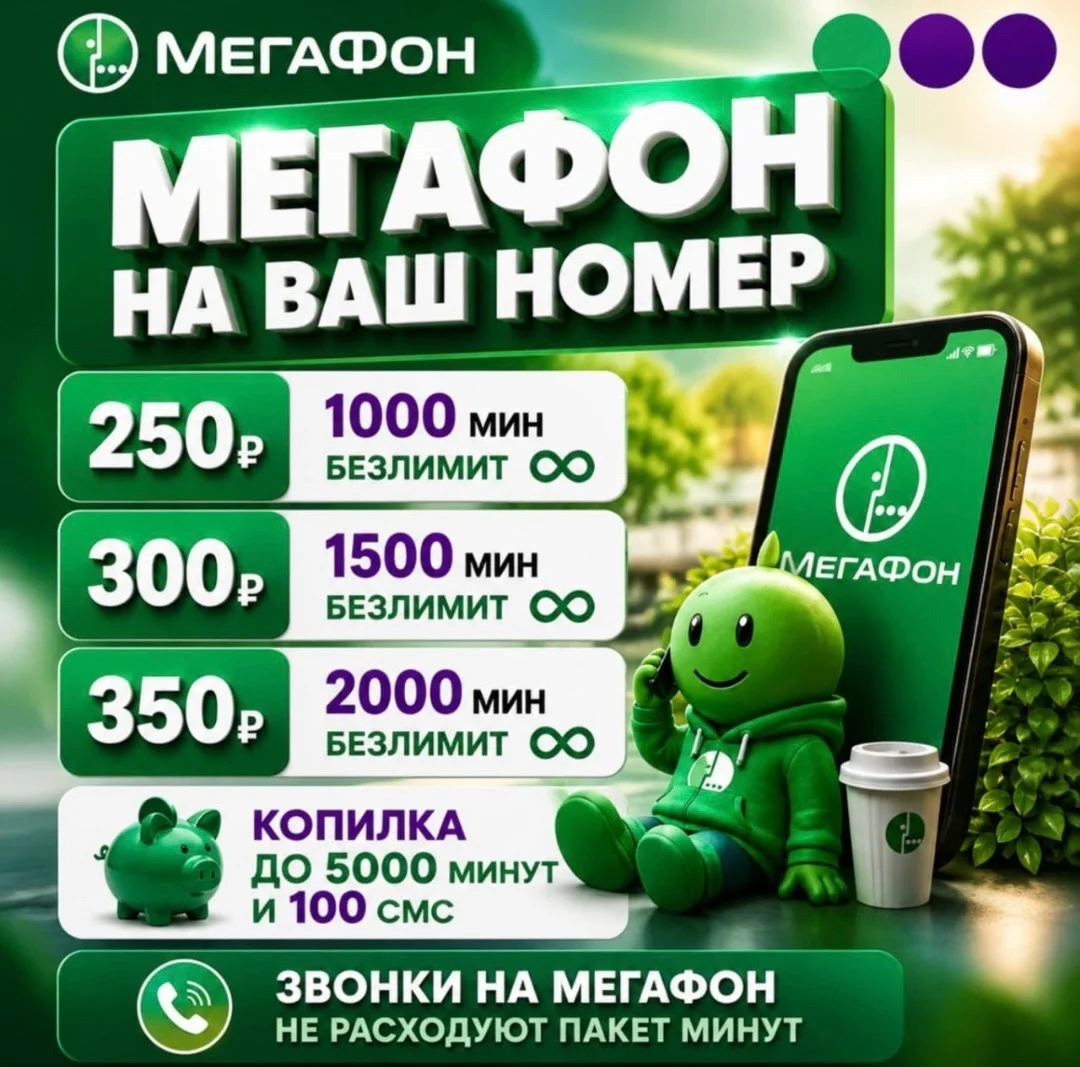 МегаФон
МЕГАФОН
НА ВАШ НОМЕР
250₽
1000 мин
БЕЗЛИМИТ ∞
300₽
1500 мин
БЕЗЛИМИТ ∞
350₽
2000 мин
БЕЗЛИМИТ ∞
КОПИЛКА
ДО 5000 минут
И 100 смс
МегаФон
ЗВОНКИ НА МЕГАФОН
НЕ РАСХОДУЮТ ПАКЕТ МИНУТ